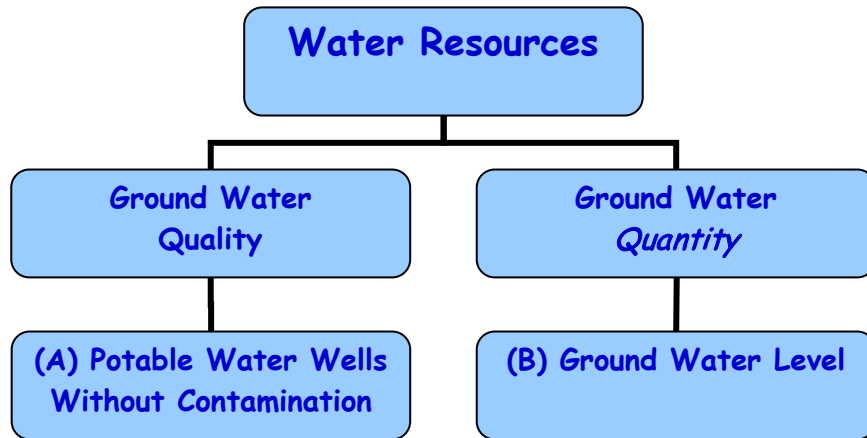 Water Resources
Ground Water
Quality
Ground Water
Quantity
(A) Potable Water Wells
Without Contamination
(B) Ground Water Level